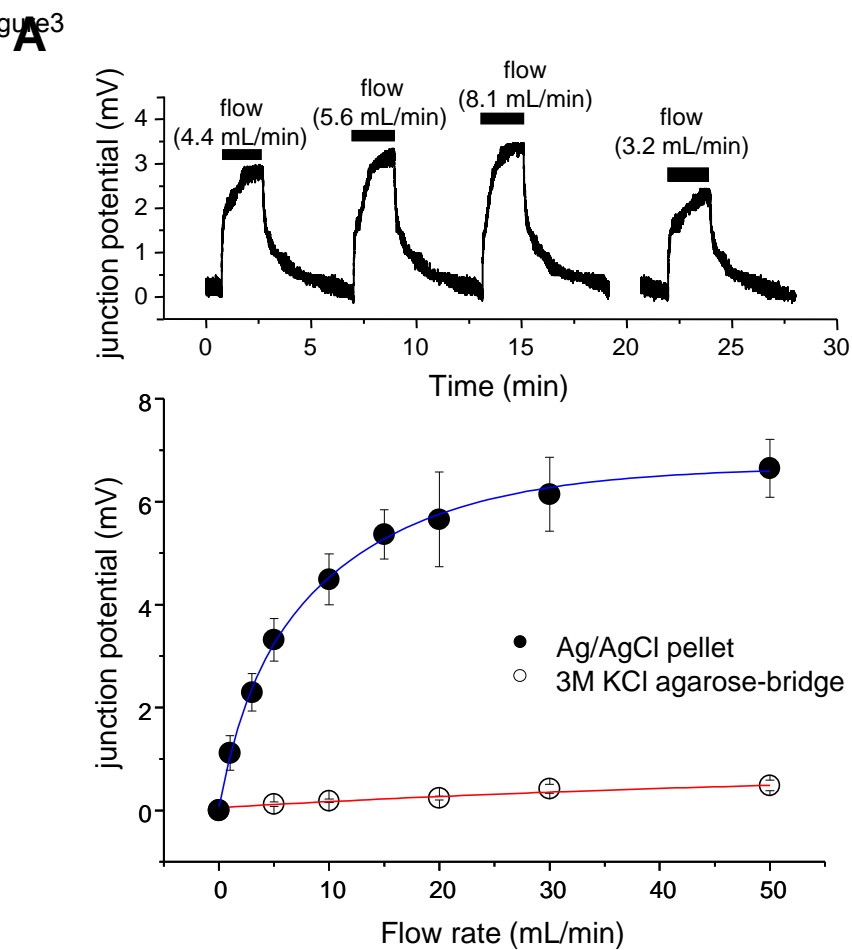 gure3
A
flow
(4.4 mL/min)
flow
(5.6 mL/min)
flow
(8.1 mL/min)
flow
(3.2 mL/min)
junction potential (mV)
4
3
2
1
0
0 5 10 15 20 25 30
Time (min)
junction potential (mV)
8
6
4
2
0
Ag/AgCl pellet
3M KCl agarose-bridge
0 10 20 30 40 50
Flow rate (mL/min)